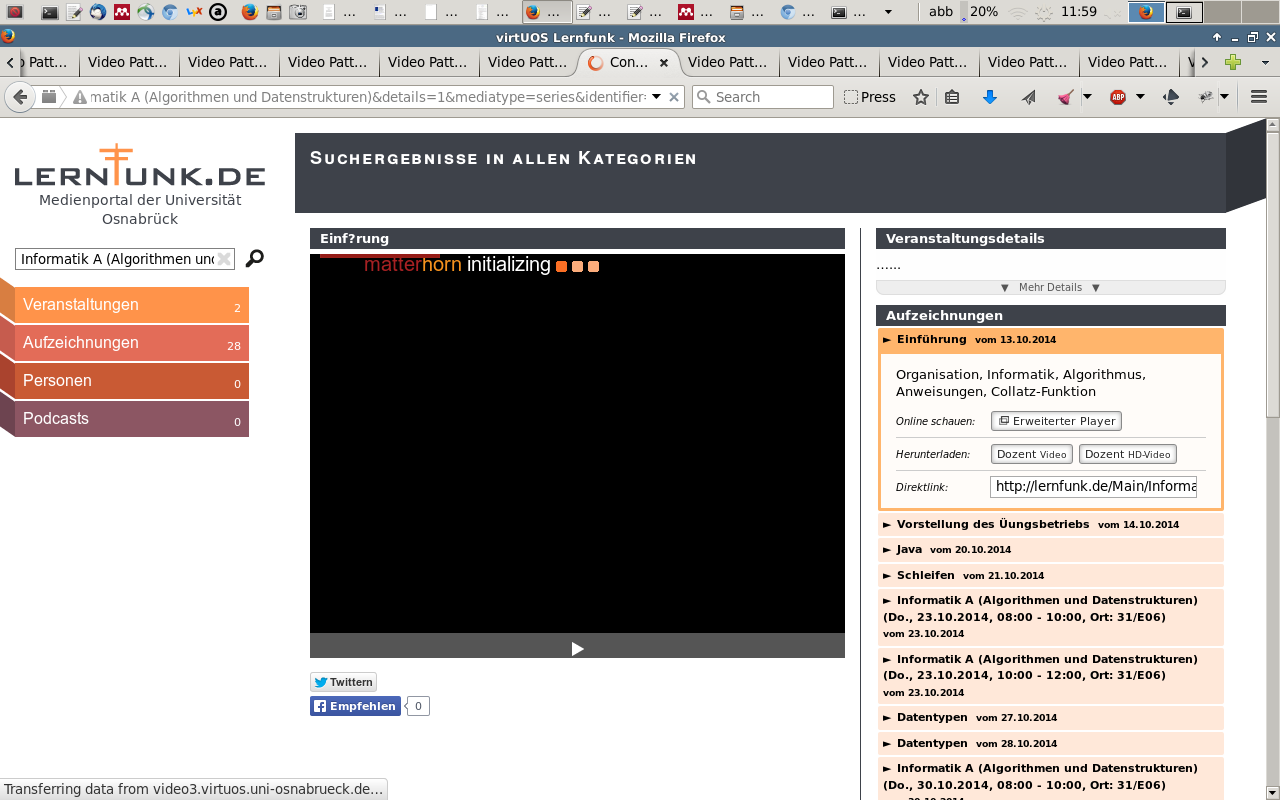 ... ... ... ... ... ... ... ... ... ... abb 20% 11:59
virtUOS Lernfunk - Mozilla Firefox
Patt... Video Patt... Video Patt... Video Patt... Video Patt... Video Patt... Con... Video Patt... Video Patt... Video Patt... Video Patt... Video Patt...
matik A (Algorithmen und Datenstrukturen)&details=1&mediatype=series&identifier= Search Press ABP
LERNFUNK.DE
Medienportal der Universität
Osnabrück
Informatik A (Algorithmen und
Veranstaltungen 2
Aufzeichnungen 28
Personen 0
Podcasts 0
Suchergebnisse in allen Kategorien
Einf?rung
matterhorn initializing
Twittern
Empfehlen 0
Veranstaltungsdetails
......
▼ Mehr Details ▼
Aufzeichnungen
► Einführung vom 13.10.2014
Organisation, Informatik, Algorithmus,
Anweisungen, Collatz-Funktion
Online schauen: Erweiterter Player
Herunterladen: Dozent Video Dozent HD-Video
Direktlink: http://lernfunk.de/Main/Informa
► Vorstellung des Üungsbetriebs vom 14.10.2014
► Java vom 20.10.2014
► Schleifen vom 21.10.2014
► Informatik A (Algorithmen und Datenstrukturen)
(Do., 23.10.2014, 08:00 - 10:00, Ort: 31/E06)
vom 23.10.2014
► Informatik A (Algorithmen und Datenstrukturen)
(Do., 23.10.2014, 10:00 - 12:00, Ort: 31/E06)
vom 23.10.2014
► Datentypen vom 27.10.2014
► Datentypen vom 28.10.2014
► Informatik A (Algorithmen und Datenstrukturen)
(Do., 30.10.2014, 08:00 - 10:00, Ort: 31/E06)
Transferring data from video3.virtuos.uni-osnabrueck.de...